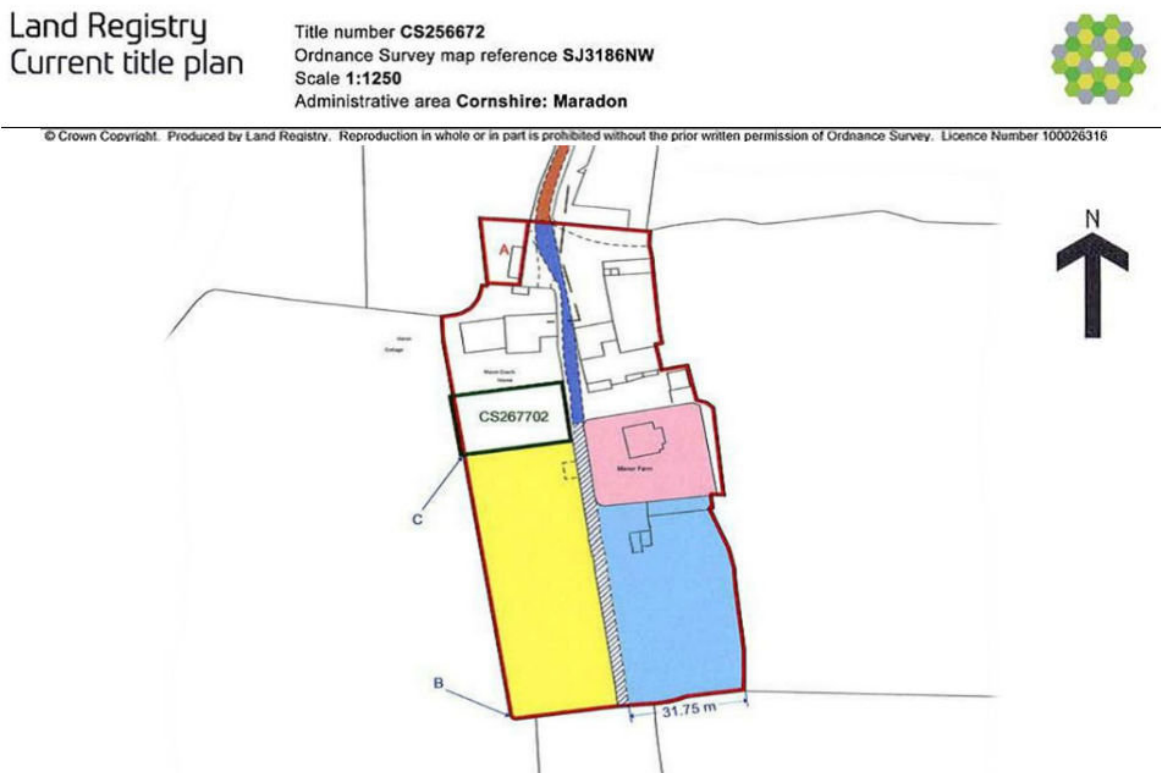 Land Registry
Current title plan
Title number CS256672
Ordnance Survey map reference SJ3186NW
Scale 1:1250
Administrative area Cornshire: Maradon
© Crown Copyright. Produced by Land Registry. Reproduction in whole or in part is prohibited without the prior written permission of Ordnance Survey. Licence Number 100026316
N
A
Cottage
House
CS267702
Manor Farm
C
B
31.75 m